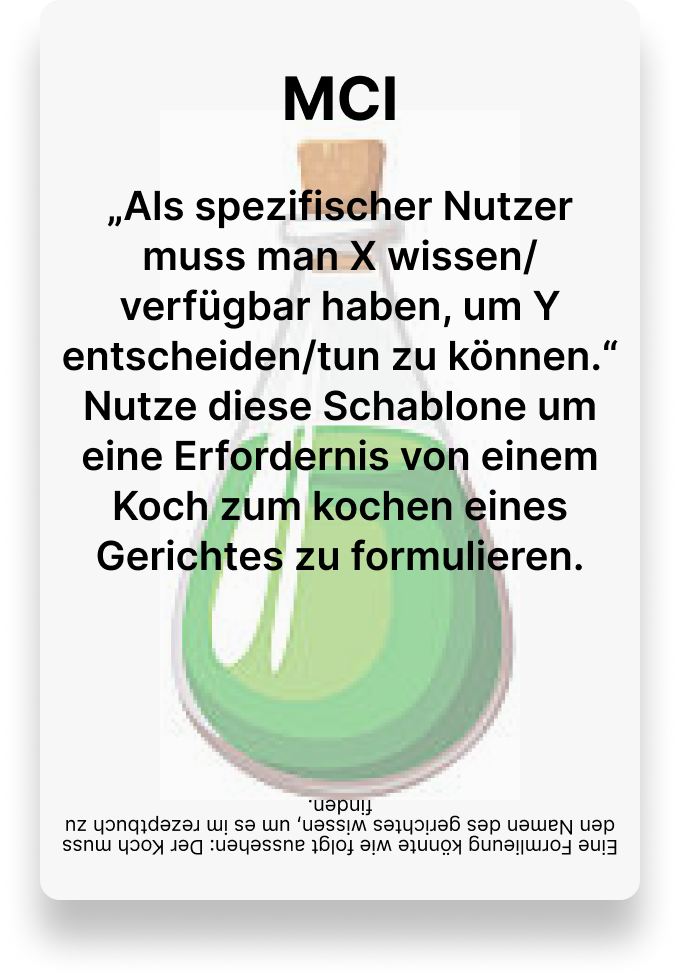 MCI
„Als spezifischer Nutzer
muss man X wissen/
verfügbar haben, um Y
entscheiden/tun zu können.“
Nutze diese Schablone um
eine Erfordernis von einem
Koch zum kochen eines
Gerichtes zu formulieren.
Eine Formlieung könnte wie folgt aussehen: Der Koch muss
den Namen des gerichtes wissen, um es im rezeptbuch zu
finden.